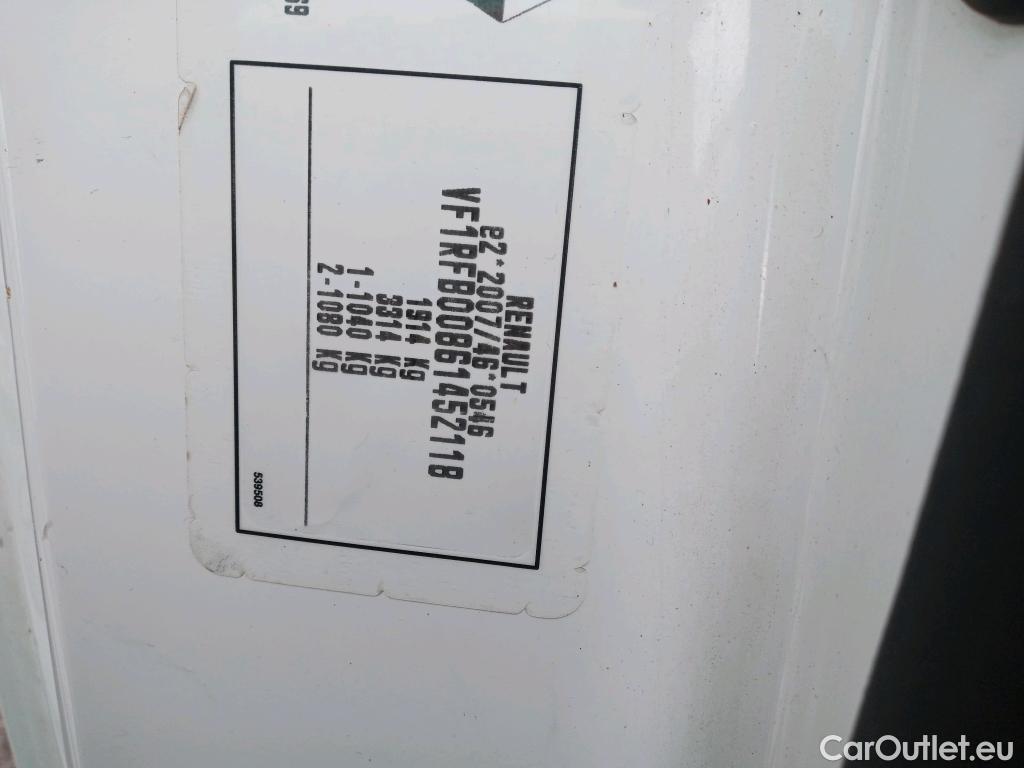 69
RENAULT
e2*2007/46*0546
VF1RFB00861452118
1914 Kg
3314 Kg
1-1040 Kg
2-1080 Kg
539508
CarOutlet.eu